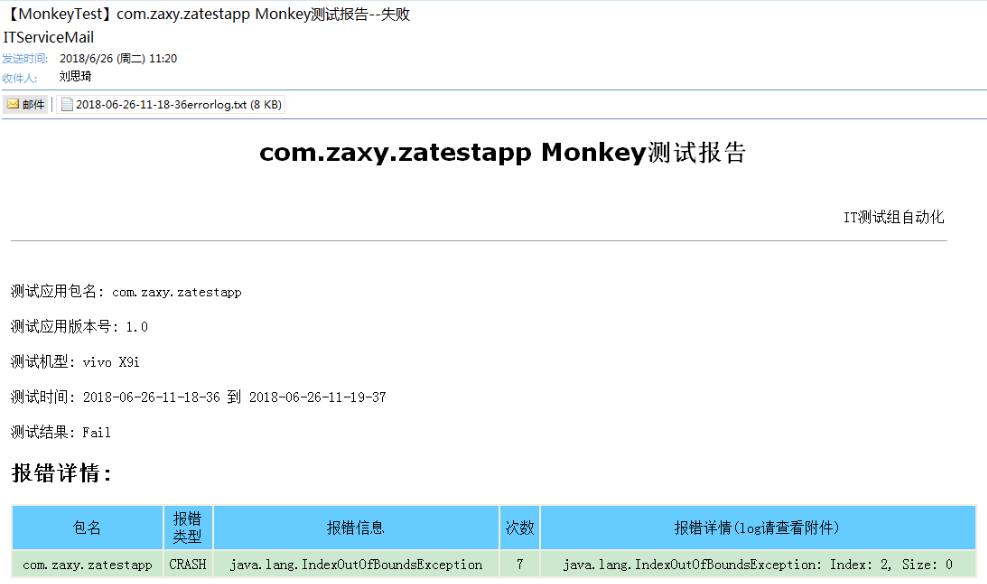 【MonkeyTest】com.zaxy.zatestapp Monkey测试报告--失败
ITServiceMail
发送时间: 2018/6/26 (周二) 11:20
收件人: 刘思琦
邮件 2018-06-26-11-18-36errorlog.txt (8 KB)
com.zaxy.zatestapp Monkey测试报告
IT测试组自动化
测试应用包名: com.zaxy.zatestapp
测试应用版本号: 1.0
测试机型: vivo X9i
测试时间: 2018-06-26-11-18-36 到 2018-06-26-11-19-37
测试结果: Fail
报错详情:
包名 报错类型 报错信息 次数 报错详情(log请查看附件)
com.zaxy.zatestapp CRASH java.lang.IndexOutOfBoundsException 7 java.lang.IndexOutOfBoundsException: Index: 2, Size: 0